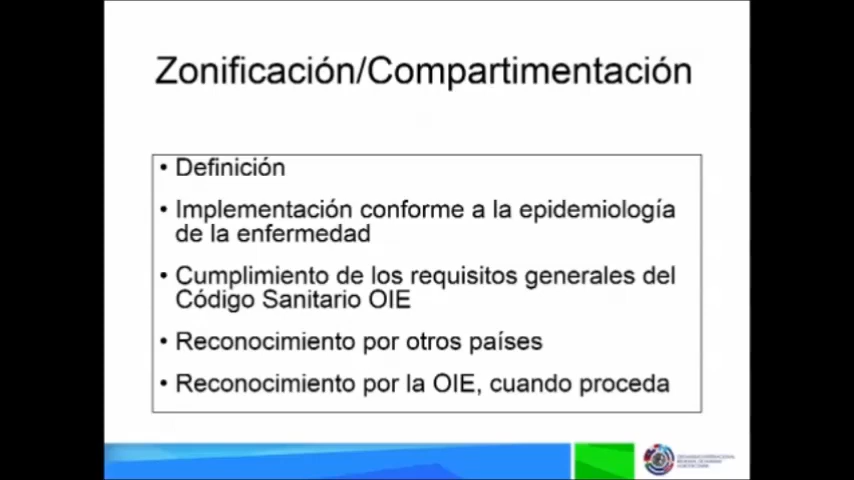 Zonificación/Compartimentación
• Definición
• Implementación conforme a la epidemiología
de la enfermedad
• Cumplimiento de los requisitos generales del
Código Sanitario OIE
• Reconocimiento por otros países
• Reconocimiento por la OIE, cuando proceda